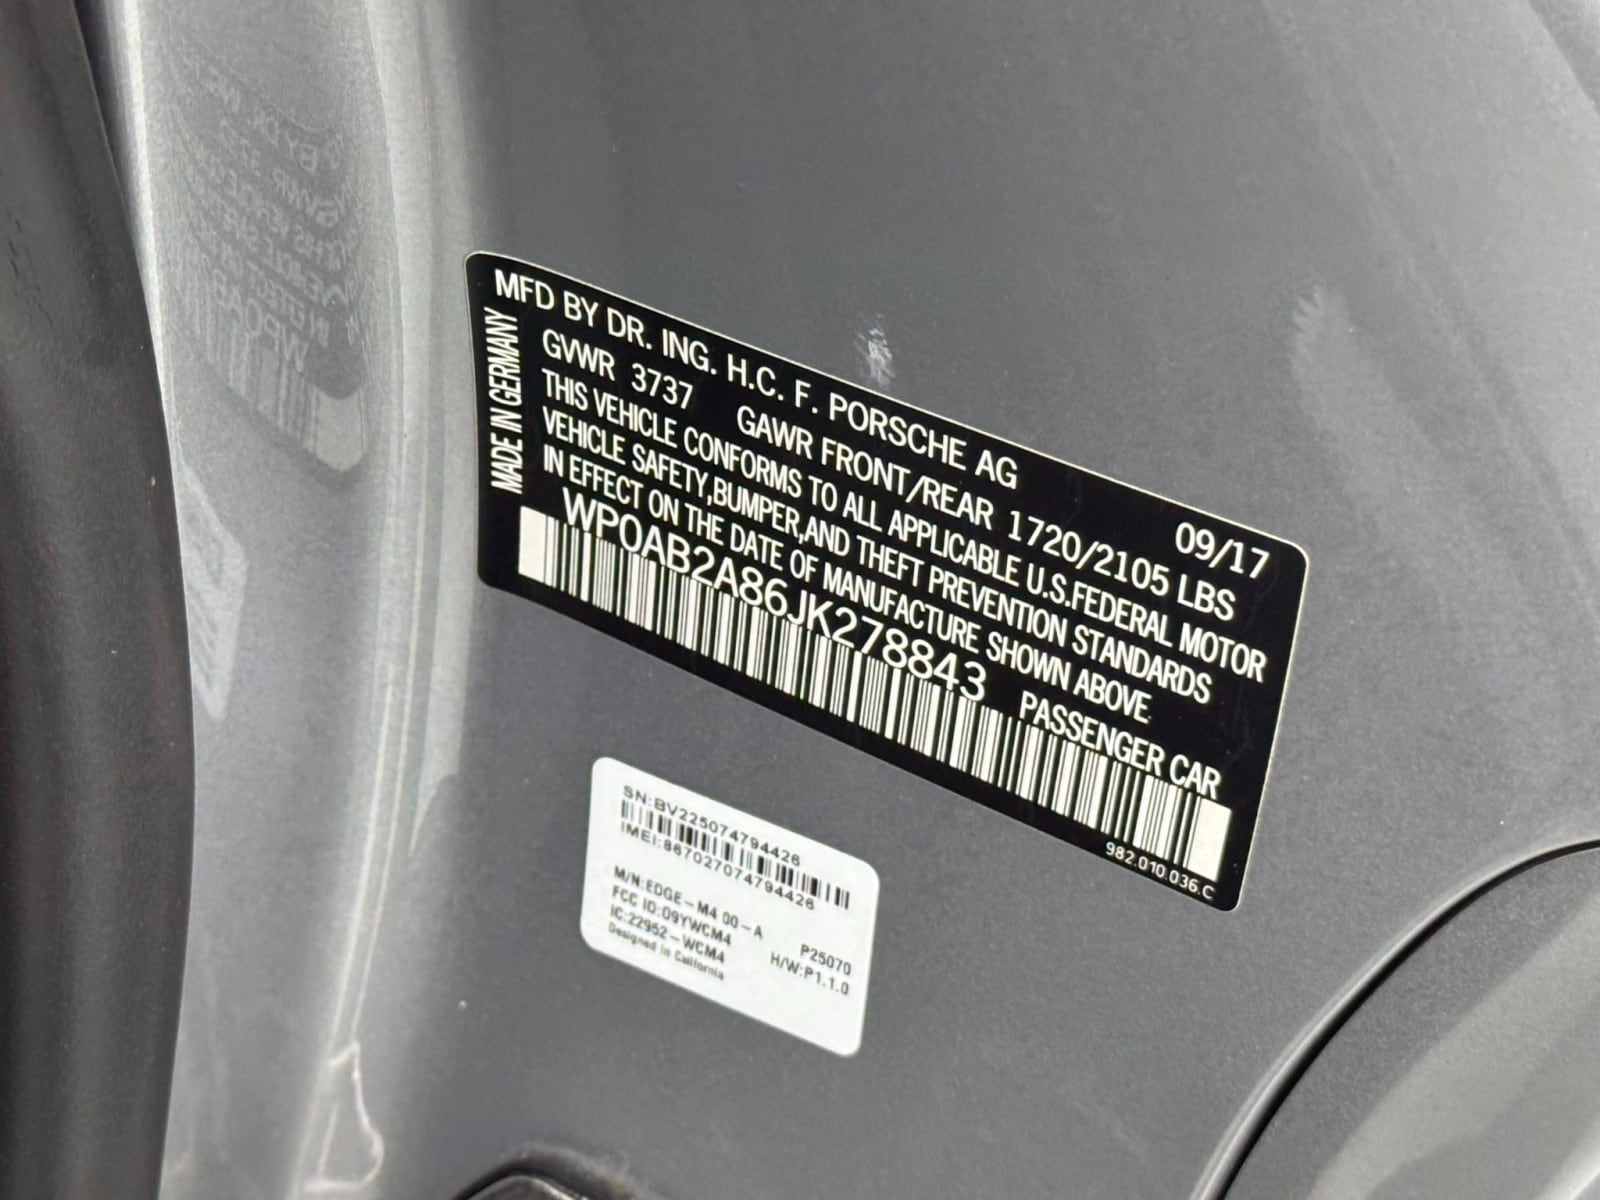 MFD BY DR. ING. H.C. F. PORSCHE AG
09/17
MADE IN GERMANY
GVWR 3737 GAWR FRONT/REAR 1720/2105 LBS
THIS VEHICLE CONFORMS TO ALL APPLICABLE U.S.FEDERAL MOTOR
VEHICLE SAFETY,BUMPER,AND THEFT PREVENTION STANDARDS
IN EFFECT ON THE DATE OF MANUFACTURE SHOWN ABOVE
WP0AB2A86JK278843
PASSENGER CAR
982.010.036.C
SN:BV225074794426
IMEI:867027074794426
M/N:EDGE-M4 00-A
FCC ID:09YWCM4
IC:22952-WCM4
Designed in California
P25070
H/W:P1.1.0